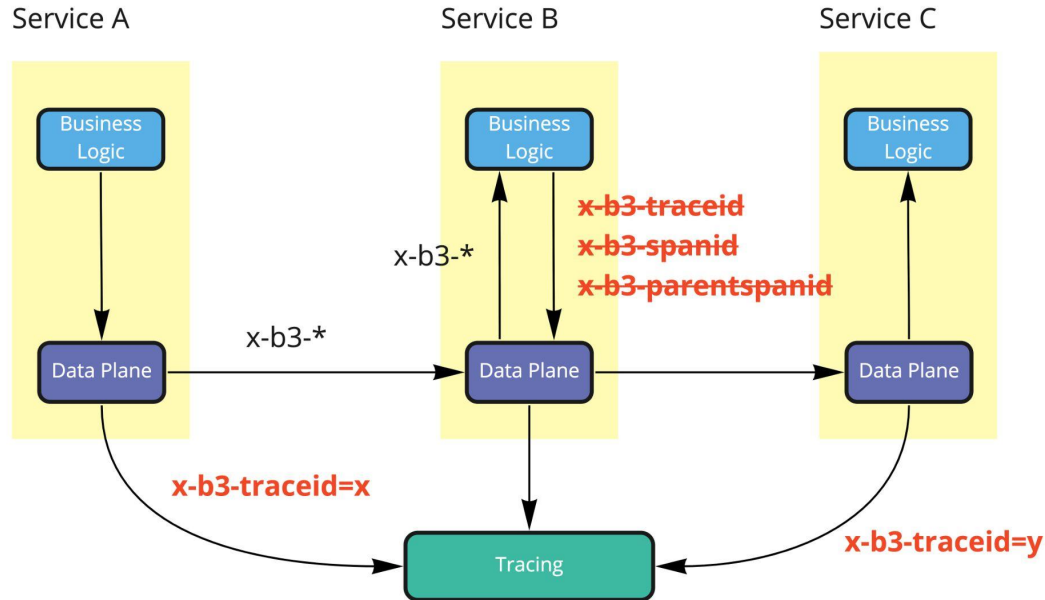 Service A
Service B
Service C
Business
Logic
Business
Logic
Business
Logic
x-b3-traceid
x-b3-spanid
x-b3-parentspanid
x-b3-*
x-b3-*
Data Plane
Data Plane
Data Plane
x-b3-traceid=x
x-b3-traceid=y
Tracing